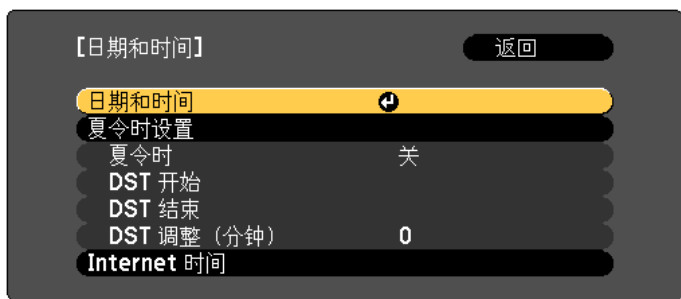 【日期和时间】 返回
日期和时间
夏令时设置
夏令时 关
DST 开始
DST 结束
DST 调整（分钟） 0
Internet 时间